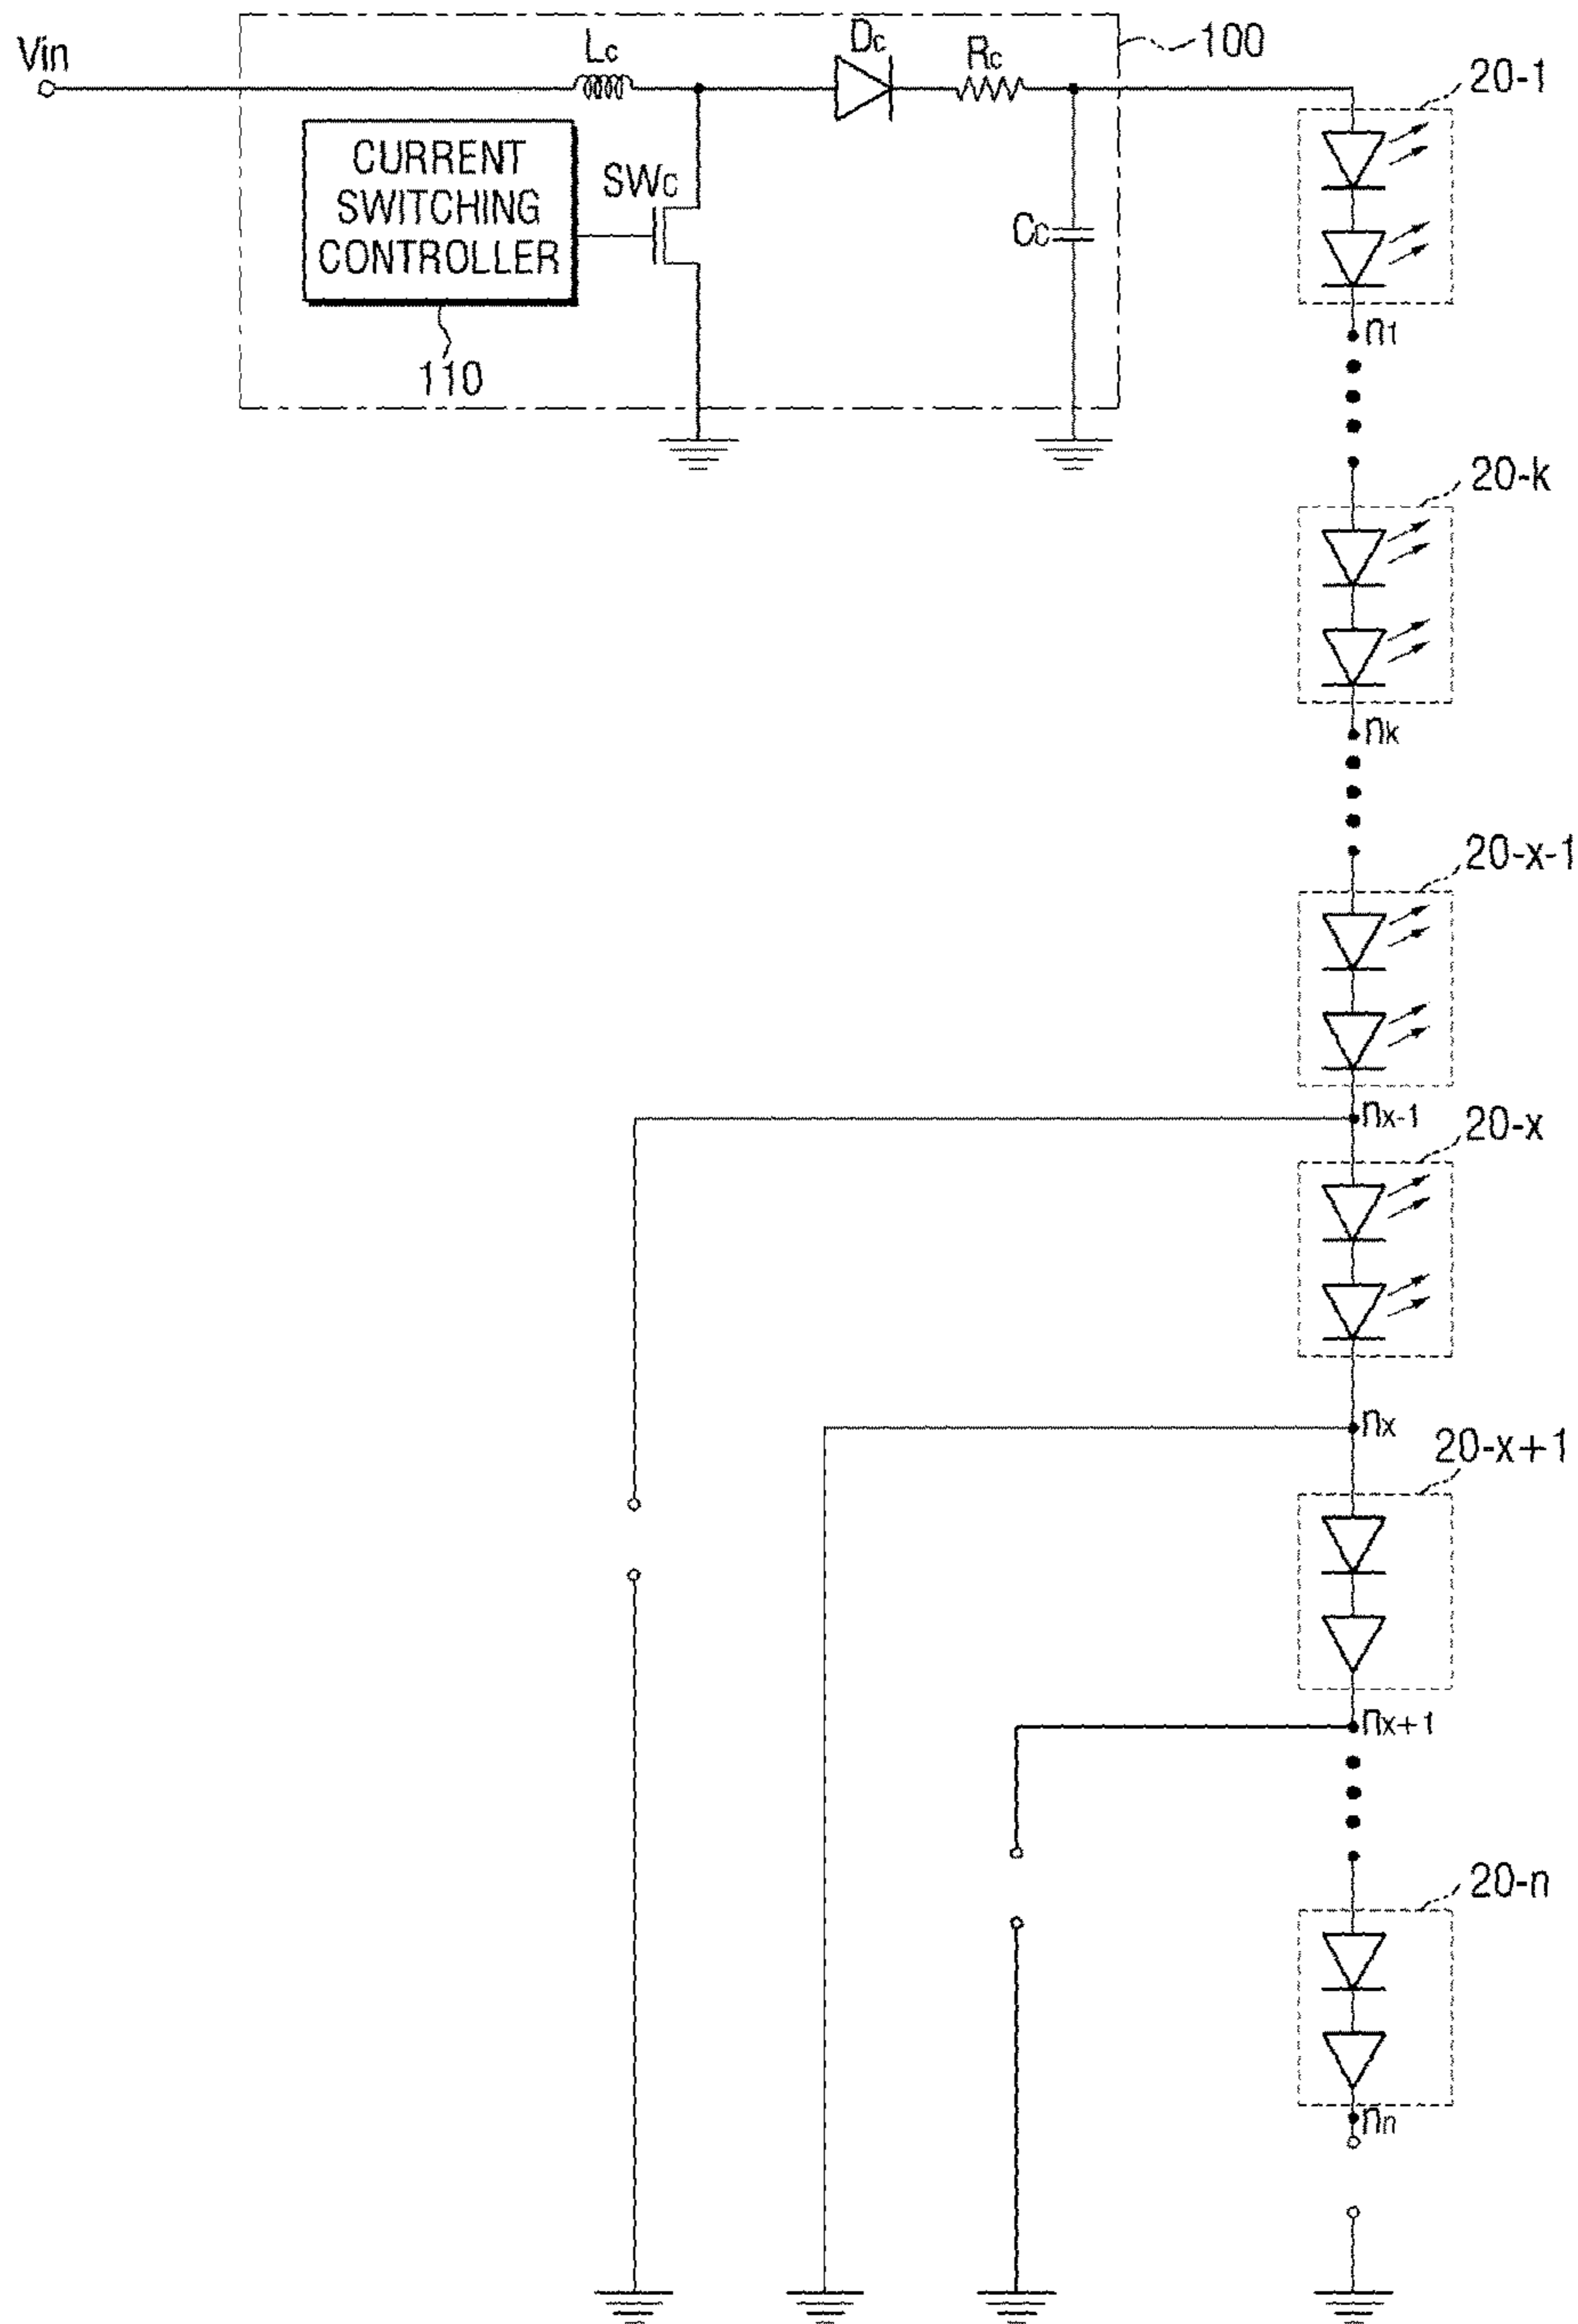 Vin
Lc
Dc
Rc
100
20-1
CURRENT
SWITCHING
CONTROLLER
SWc
Cc
110
n1
20-k
nk
20-x-1
nx-1
20-x
nx
20-x+1
nx+1
20-n
nn